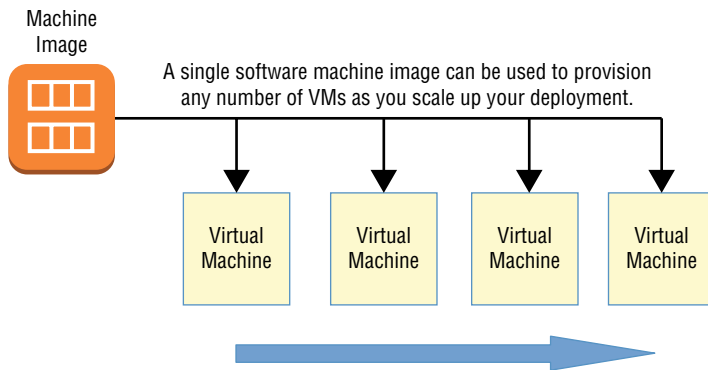 Machine
Image
A single software machine image can be used to provision
any number of VMs as you scale up your deployment.
Virtual
Machine
Virtual
Machine
Virtual
Machine
Virtual
Machine